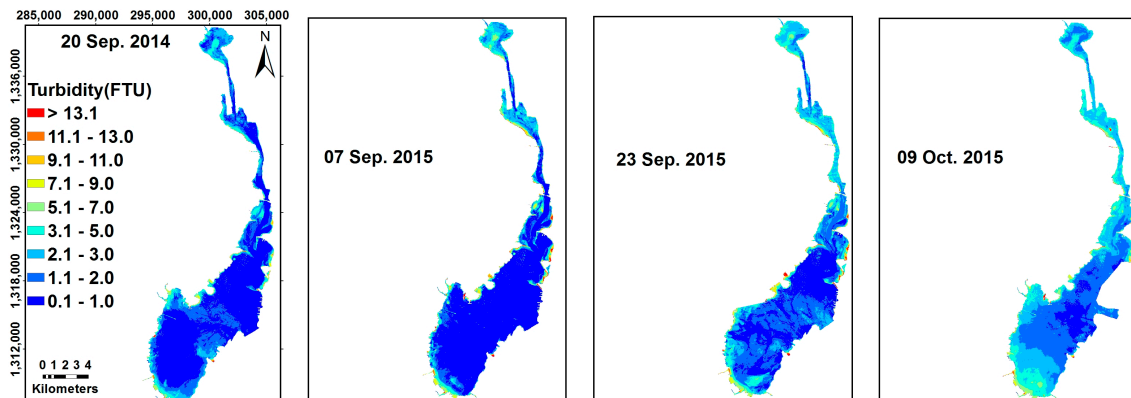 285,000 290,000 295,000 300,000 305,000
20 Sep. 2014
N
1,336,000
1,330,000
1,324,000
1,318,000
1,312,000
Turbidity(FTU)
> 13.1
11.1 - 13.0
9.1 - 11.0
7.1 - 9.0
5.1 - 7.0
3.1 - 5.0
2.1 - 3.0
1.1 - 2.0
0.1 - 1.0
0 1 2 3 4
Kilometers
07 Sep. 2015
23 Sep. 2015
09 Oct. 2015